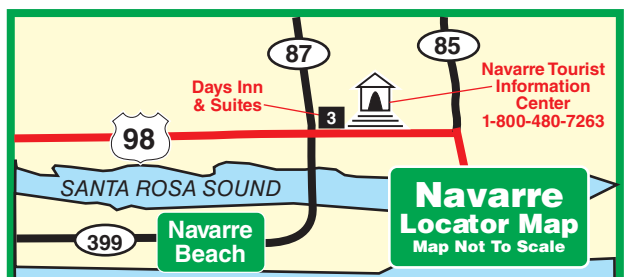 87
85
Days Inn
& Suites
3
Navarre Tourist
Information
Center
1-800-480-7263
98
SANTA ROSA SOUND
399
Navarre
Beach
Navarre
Locator Map
Map Not To Scale